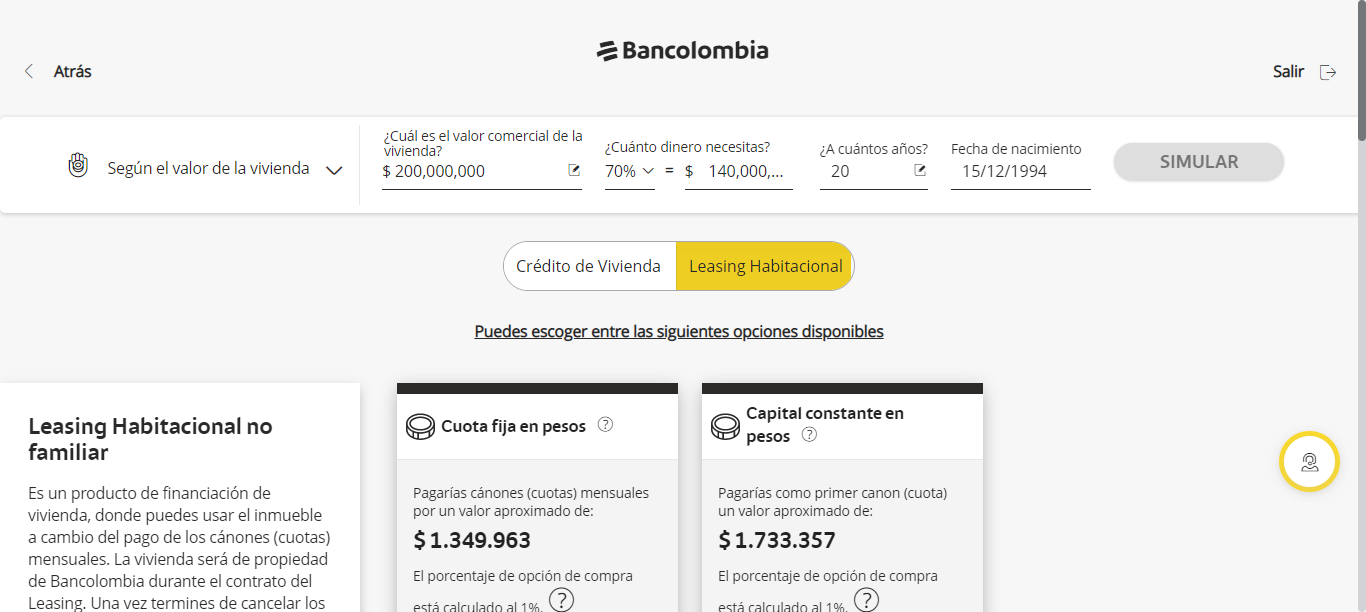 Bancolombia
Atrás
Salir
Según el valor de la vivienda
¿Cuál es el valor comercial de la
vivienda?
$ 200,000,000
¿Cuánto dinero necesitas?
70% = $ 140,000,...
¿A cuántos años?
20
Fecha de nacimiento
15/12/1994
SIMULAR
Crédito de Vivienda
Leasing Habitacional
Puedes escoger entre las siguientes opciones disponibles
Leasing Habitacional no
familiar
Es un producto de financiación de
vivienda, donde puedes usar el inmueble
a cambio del pago de los cánones (cuotas)
mensuales. La vivienda será de propiedad
de Bancolombia durante el contrato del
Leasing. Una vez termines de cancelar los
Cuota fija en pesos ?
Pagarías cánones (cuotas) mensuales
por un valor aproximado de:
$ 1.349.963
El porcentaje de opción de compra
está calculado al 1%. ?
Capital constante en
pesos ?
Pagarías como primer canon (cuota)
un valor aproximado de:
$ 1.733.357
El porcentaje de opción de compra
está calculado al 1%. ?